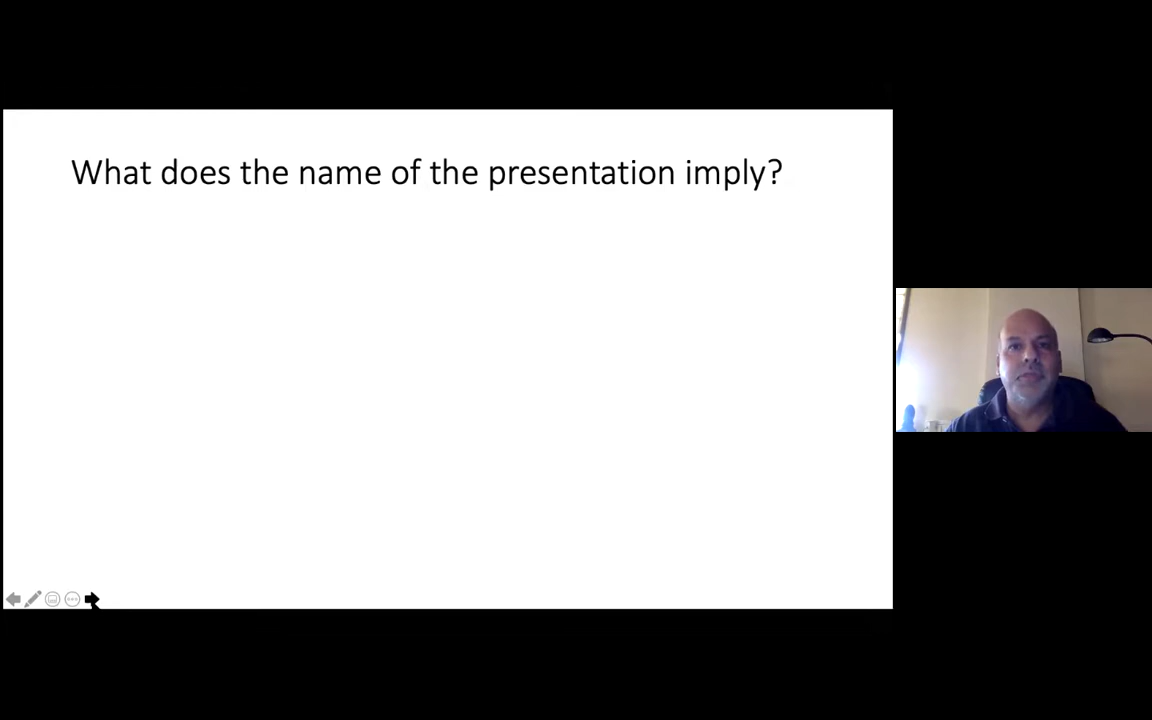 What does the name of the presentation imply?